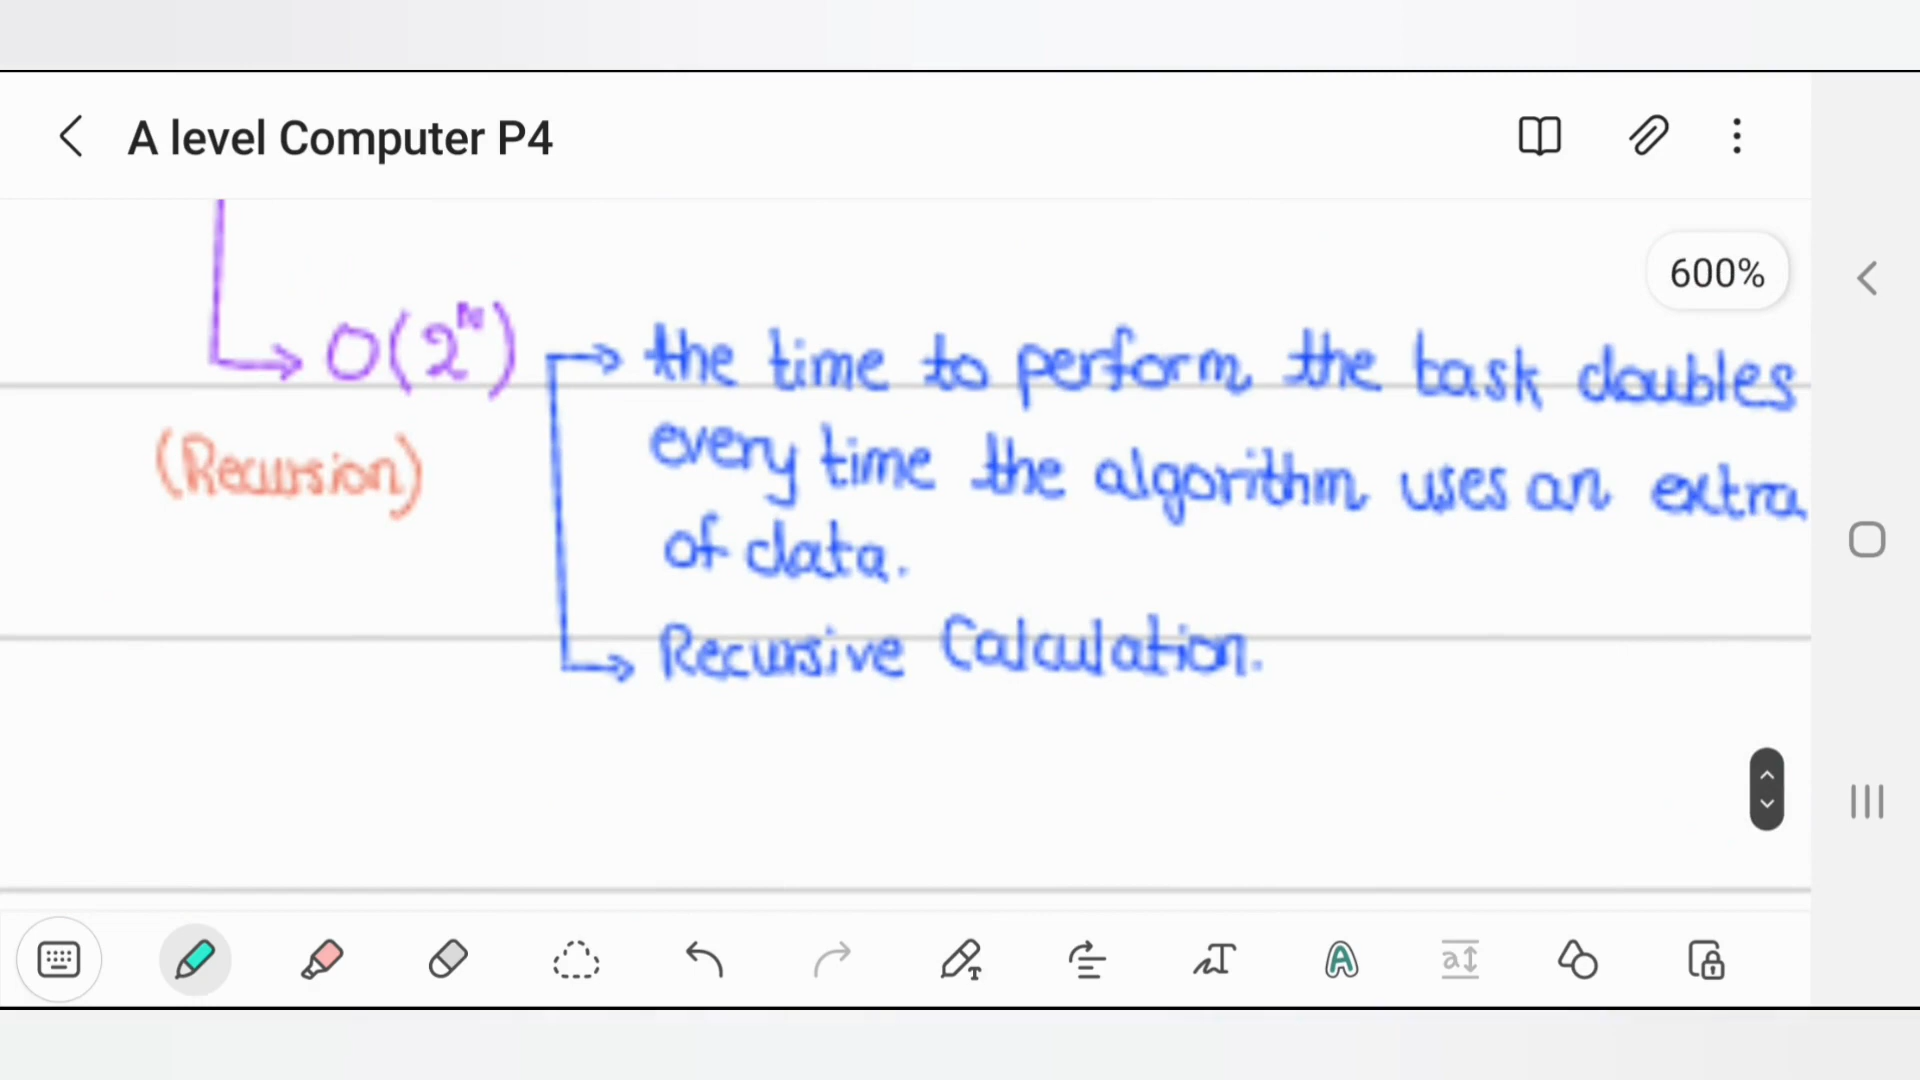 A level Computer P4
600%
O(2ⁿ)
the time to perform the task doubles
(Recursion)
every time the algorithm uses an extra
of data.
Recursive Calculation.